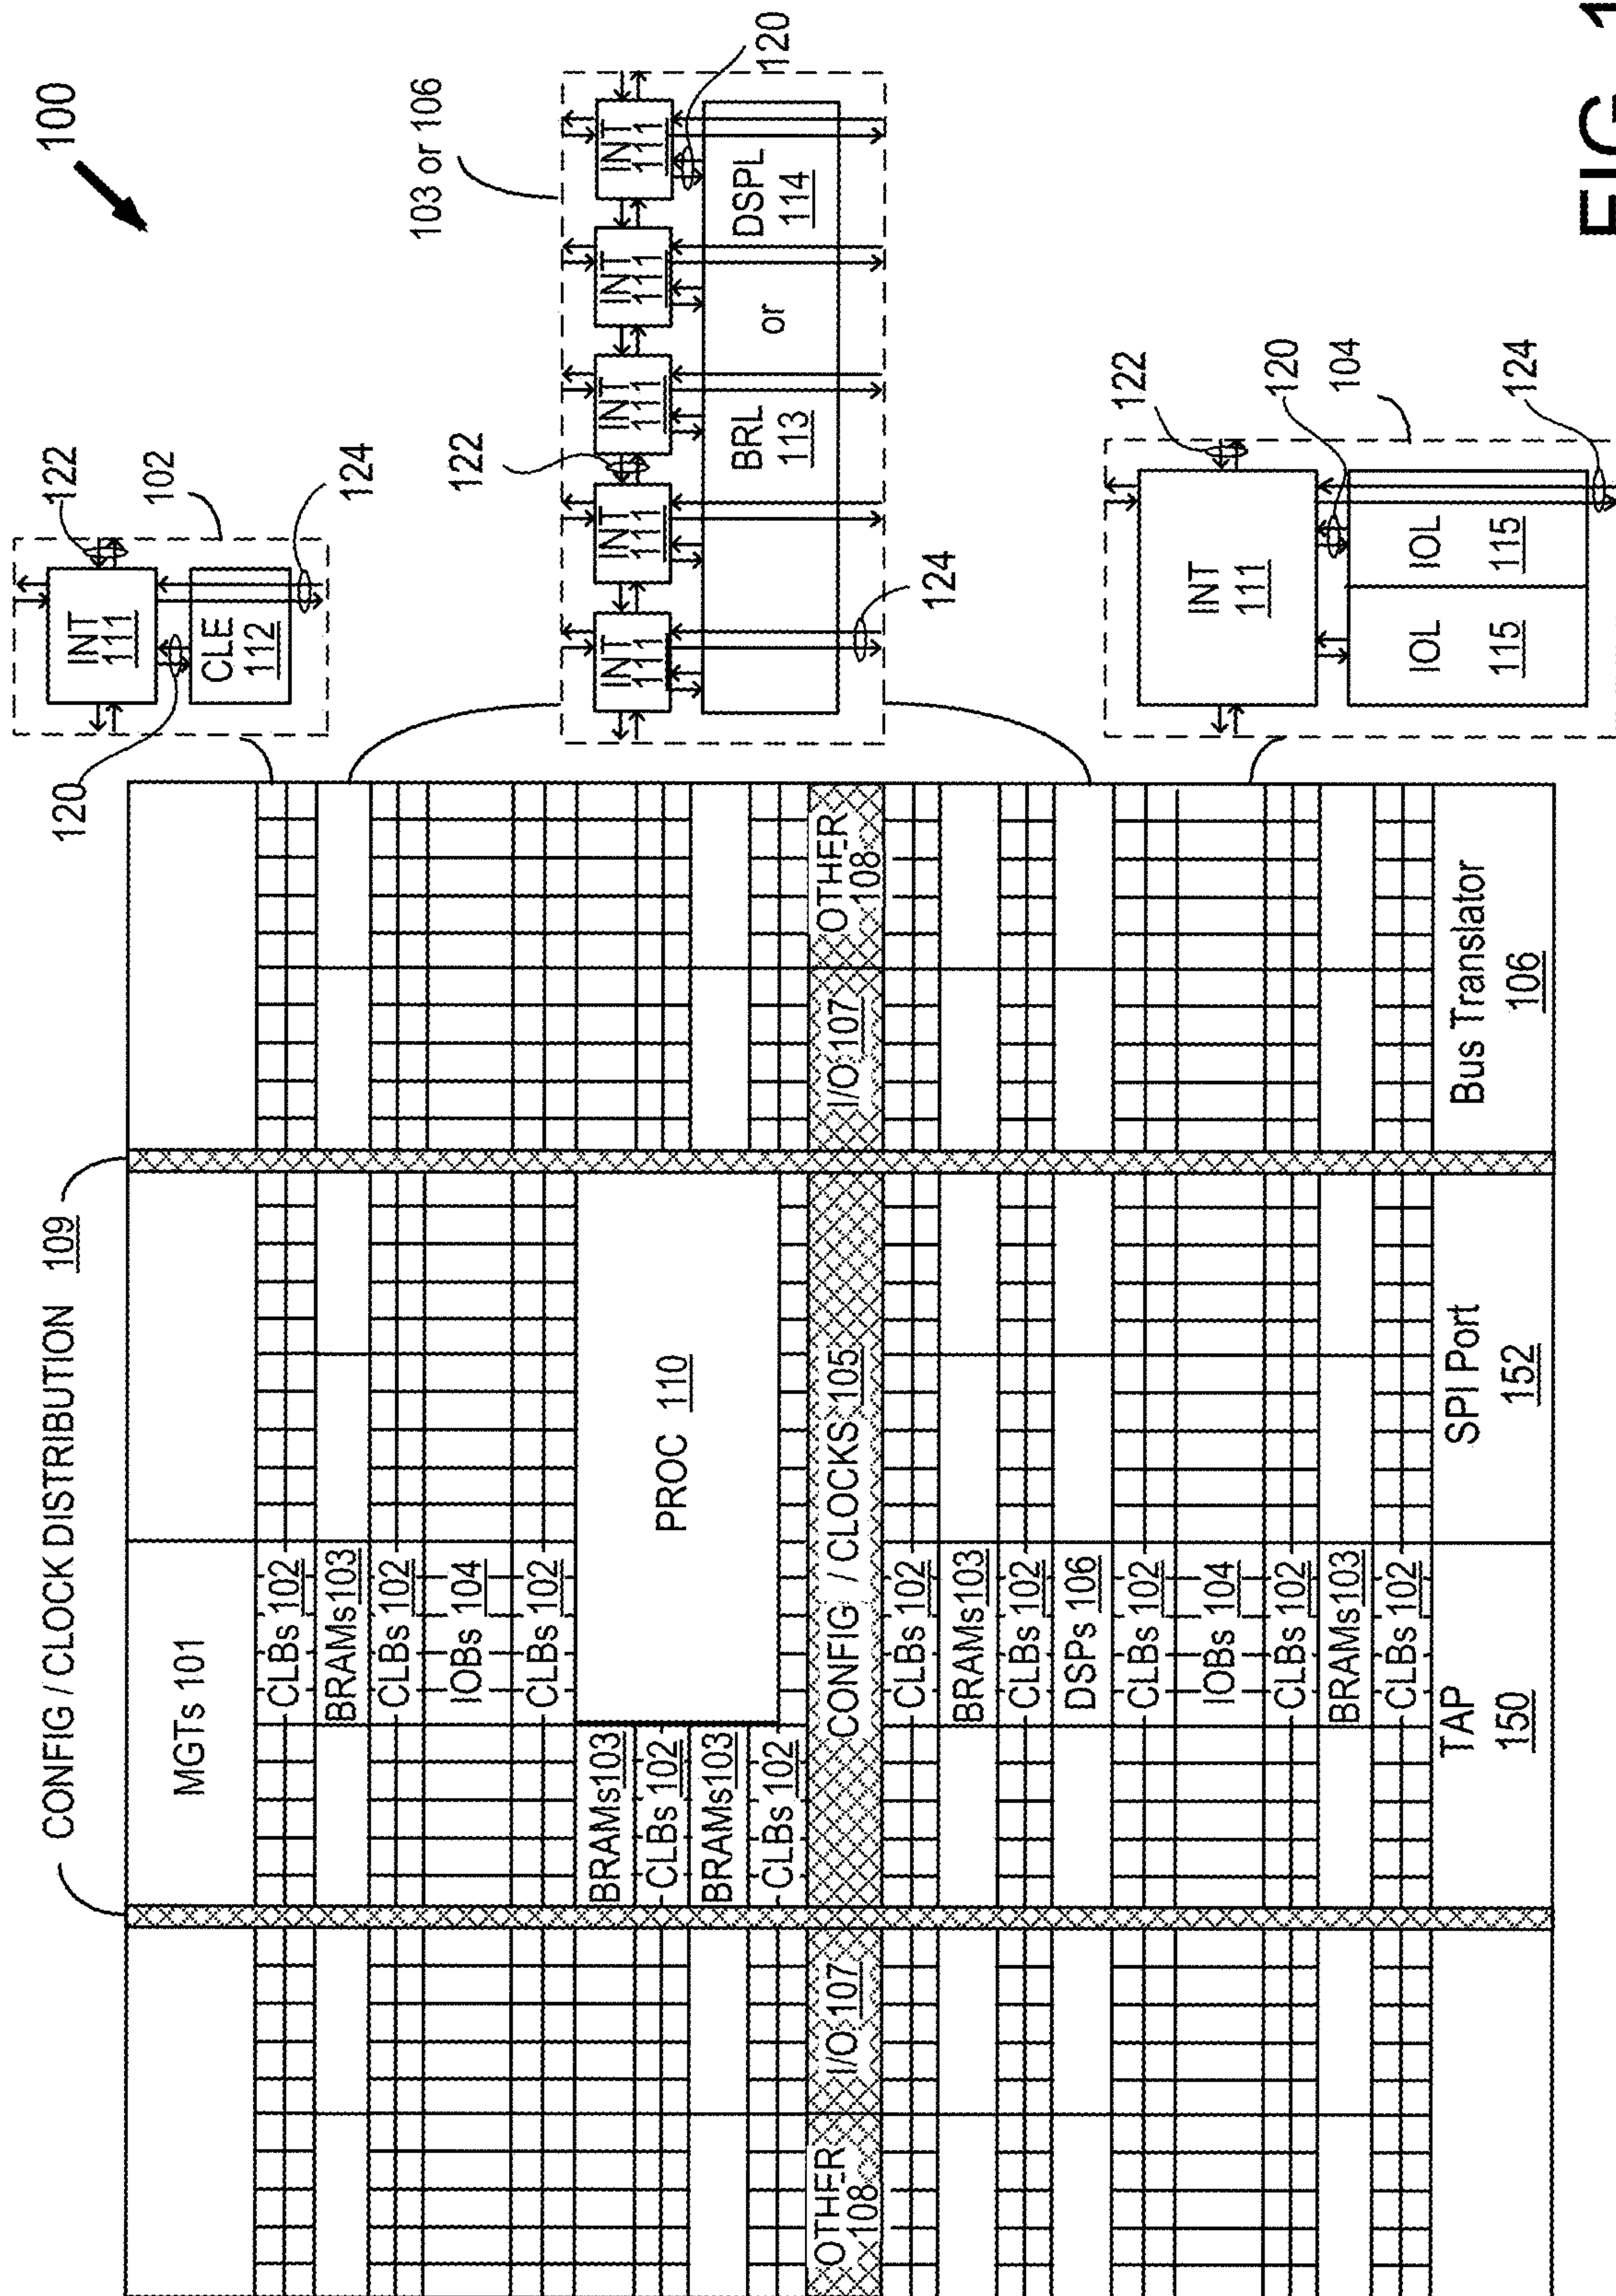 100
CONFIG / CLOCK DISTRIBUTION 109
MGTs 101
CLBs 102
BRAMs 103
CLBs 102
IOBs 104
CLBs 102
BRAMs 103
CLBs 102
BRAMs 103
CLBs 102
PROC 110
OTHER
108
I/O 107
CONFIG / CLOCKS 105
I/O 107
OTHER
108
CLBs 102
BRAMs 103
CLBs 102
DSPs 106
CLBs 102
IOBs 104
CLBs 102
BRAMs 103
CLBs 102
TAP
150
SPI Port
152
Bus Translator
106
120
INT
111
CLE
112
122
102
124
103 or 106
122
INT
111
INT
111
INT
111
INT
111
INT
111
120
BRL
113
or
DSPL
114
124
122
INT
111
120
104
IOL
115
IOL
115
124
FIG 1